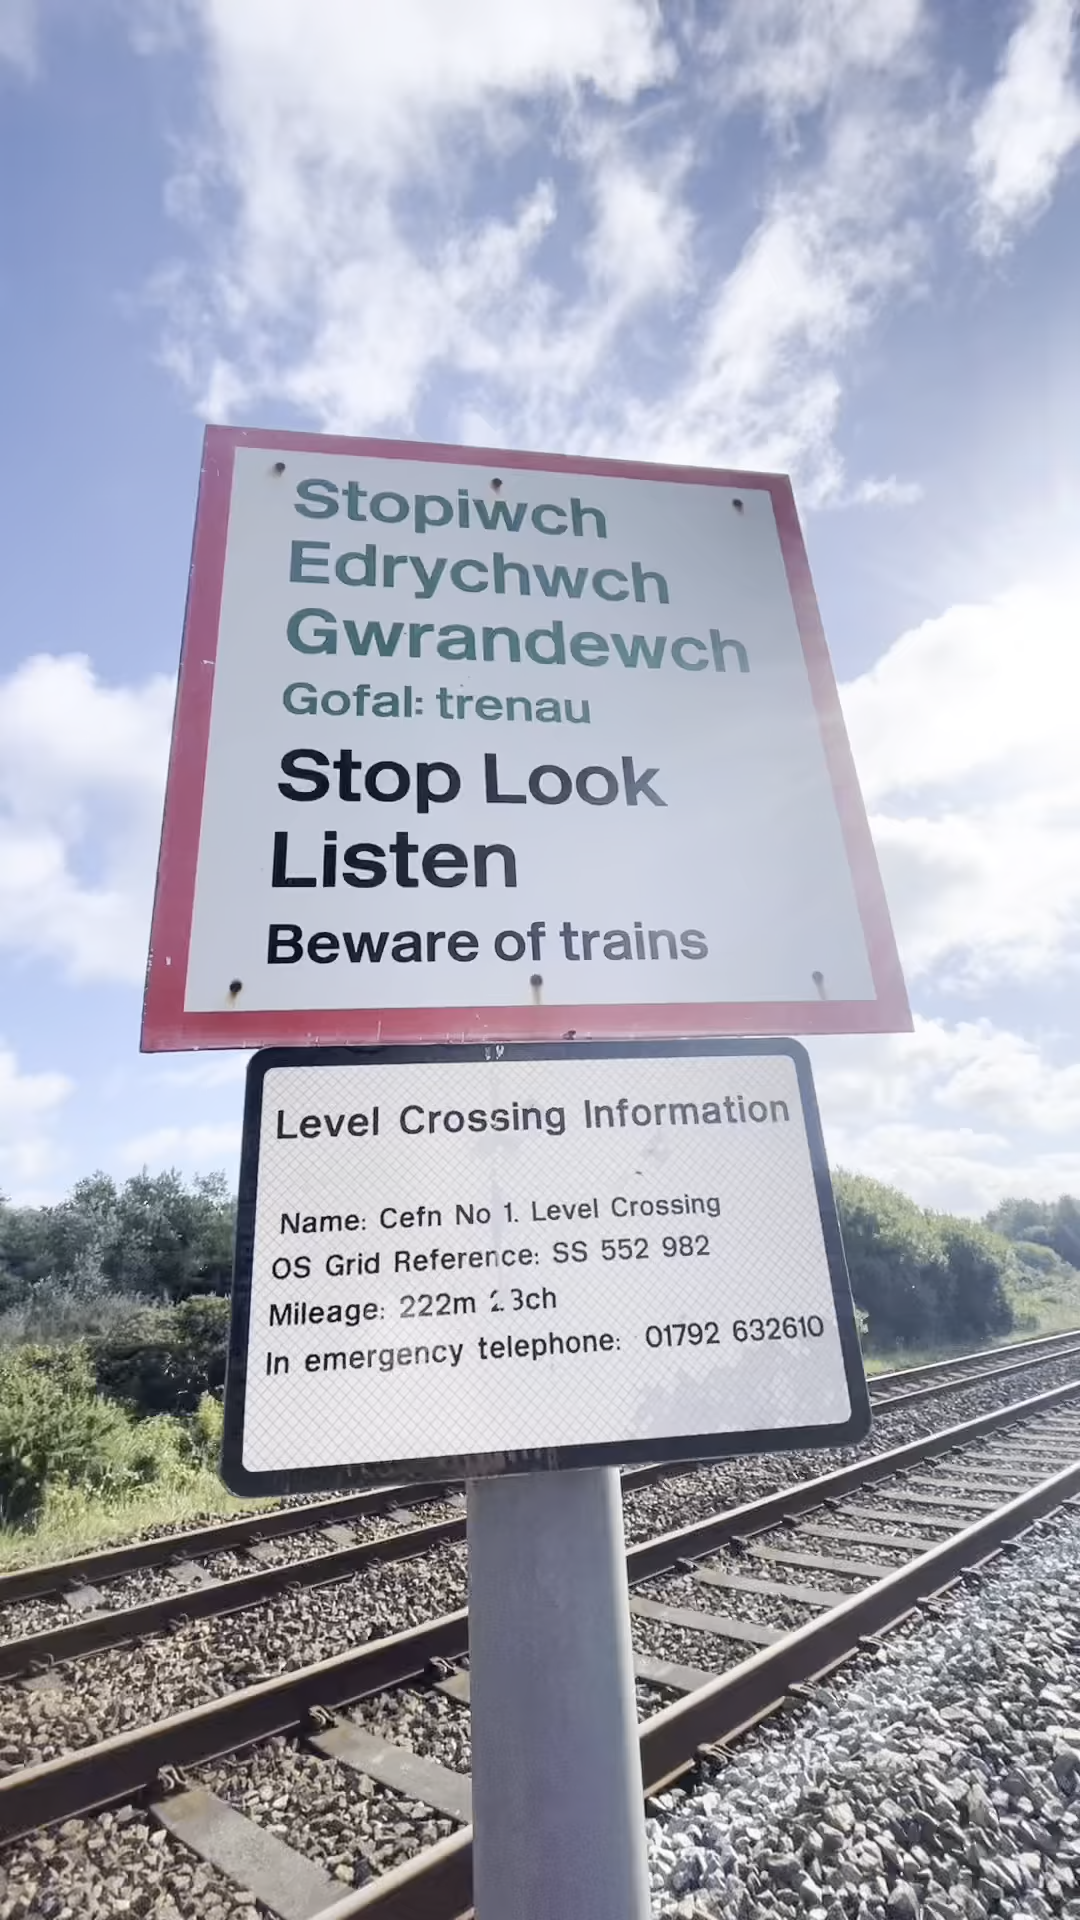 Stopiwch
Edrychwch
Gwrandewch
Gofal: trenau
Stop Look
Listen
Beware of trains
Level Crossing Information
Name: Cefn No 1. Level Crossing
OS Grid Reference: SS 552 982
Mileage: 222m
In emergency telephone: 01792 632610